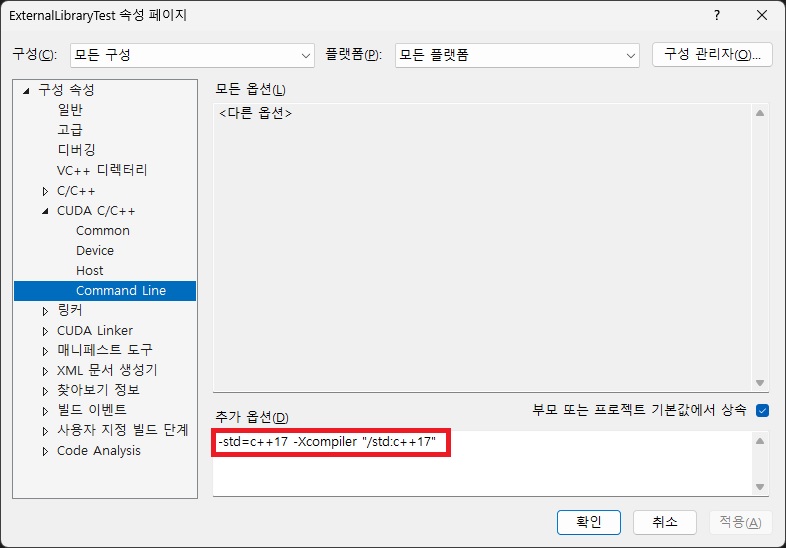 ExternalLibraryTest 속성 페이지
구성(C): 모든 구성 플랫폼(P): 모든 플랫폼 구성 관리자(O)...
구성 속성
일반
고급
디버깅
VC++ 디렉터리
C/C++
CUDA C/C++
Common
Device
Host
Command Line
링커
CUDA Linker
매니페스트 도구
XML 문서 생성기
찾아보기 정보
빌드 이벤트
사용자 지정 빌드 단계
Code Analysis
모든 옵션(L)
<다른 옵션>
추가 옵션(D) 부모 또는 프로젝트 기본값에서 상속
-std=c++17 -Xcompiler "/std:c++17"
확인 취소 적용(A)